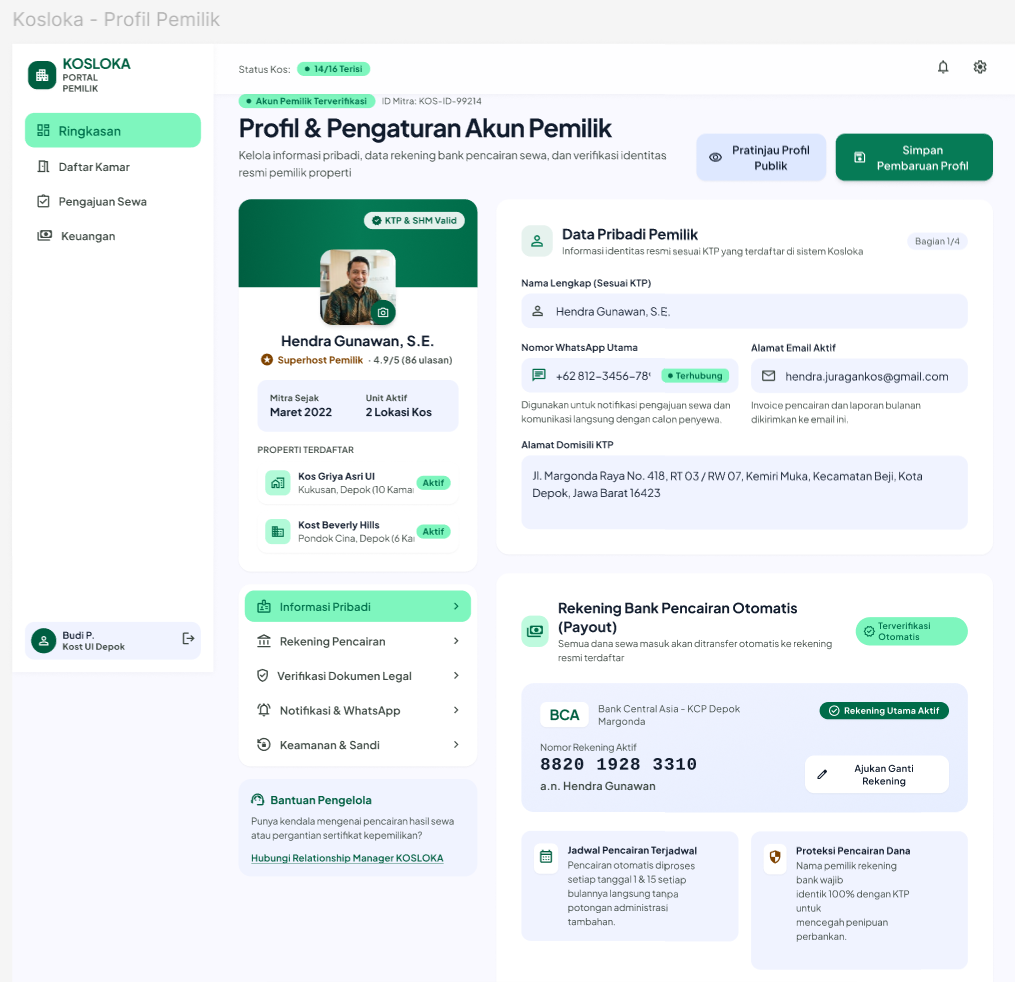 Kosloka - Profil Pemilik
KOSLOKA
PORTAL
PEMILIK
Ringkasan
Daftar Kamar
Pengajuan Sewa
Keuangan
Budi P.
Kost UI Depok
Status Kos:
14/16 Terisi
Akun Pemilik Terverifikasi
ID Mitra: KOS-ID-99214
Profil & Pengaturan Akun Pemilik
Kelola informasi pribadi, data rekening bank pencairan sewa, dan verifikasi identitas
resmi pemilik properti
Pratinjau Profil
Publik
Simpan
Pembaruan Profil
KTP & SHM Valid
Hendra Gunawan, S.E.
Superhost Pemilik · 4.9/5 (86 ulasan)
Mitra Sejak
Maret 2022
Unit Aktif
2 Lokasi Kos
PROPERTI TERDAFTAR
Kos Griya Asri UI
Kukusan, Depok (10 Kama
Aktif
Kost Beverly Hills
Pondok Cina, Depok (6 Ka
Aktif
Informasi Pribadi
Rekening Pencairan
Verifikasi Dokumen Legal
Notifikasi & WhatsApp
Keamanan & Sandi
Bantuan Pengelola
Punya kendala mengenai pencairan hasil sewa
atau pergantian sertifikat kepemilikan?
Hubungi Relationship Manager KOSLOKA
Data Pribadi Pemilik
Informasi identitas resmi sesuai KTP yang terdaftar di sistem Kosloka
Bagian 1/4
Nama Lengkap (Sesuai KTP)
Hendra Gunawan, S.E.
Nomor WhatsApp Utama
+62 812-3456-78
Terhubung
Digunakan untuk notifikasi pengajuan sewa dan
komunikasi langsung dengan calon penyewa.
Alamat Email Aktif
hendra.juragankos@gmail.com
Invoice pencairan dan laporan bulanan
dikirimkan ke email ini.
Alamat Domisili KTP
Jl. Margonda Raya No. 418, RT 03 / RW 07, Kemiri Muka, Kecamatan Beji, Kota
Depok, Jawa Barat 16423
Rekening Bank Pencairan Otomatis
(Payout)
Semua dana sewa masuk akan ditransfer otomatis ke rekening
resmi terdaftar
Terverifikasi
Otomatis
BCA
Bank Central Asia - KCP Depok
Margonda
Rekening Utama Aktif
Nomor Rekening Aktif
8820 1928 3310
a.n. Hendra Gunawan
Ajukan Ganti
Rekening
Jadwal Pencairan Terjadwal
Pencairan otomatis diproses
setiap tanggal 1 & 15 setiap
bulannya langsung tanpa
potongan administrasi
tambahan.
Proteksi Pencairan Dana
Nama pemilik rekening
bank wajib
identik 100% dengan KTP
untuk
mencegah penipuan
perbankan.